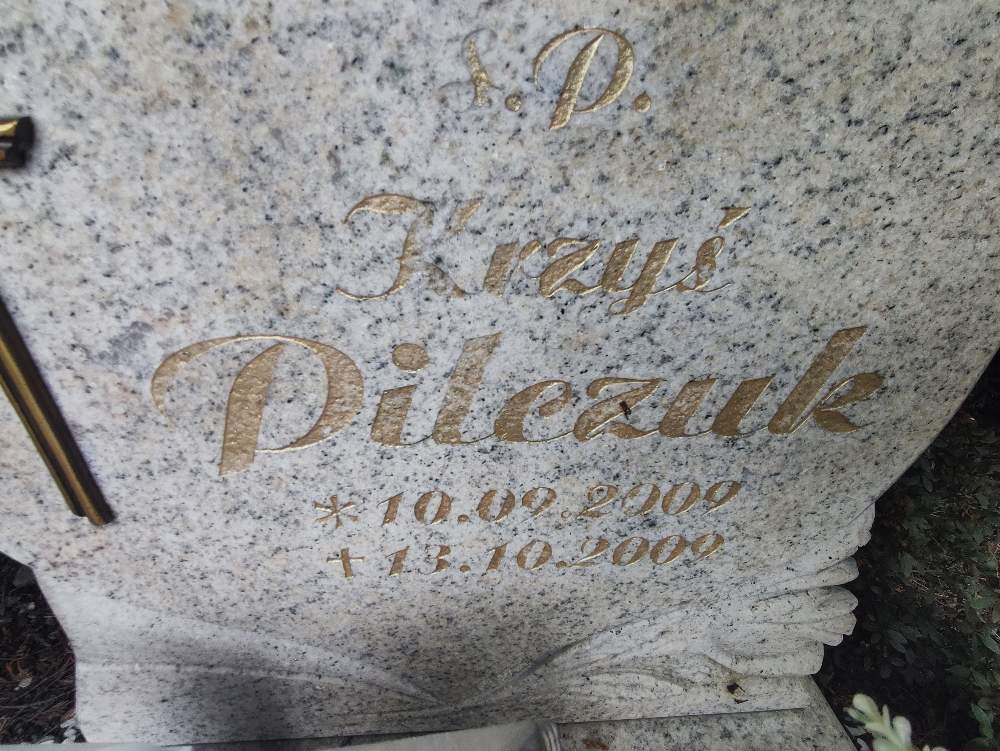 Ś.P.
Krzyś
Pilczuk
* 10.09.2009
+ 13.10.2009